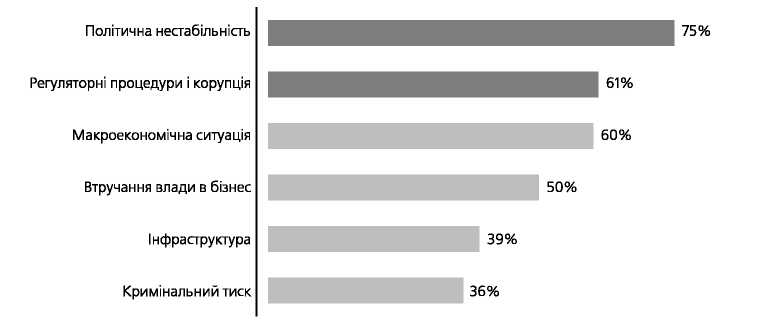 Політична нестабільність 75%
Регуляторні процедури і корупція 61%
Макроекономічна ситуація 60%
Втручання влади в бізнес 50%
Інфраструктура 39%
Кримінальний тиск 36%